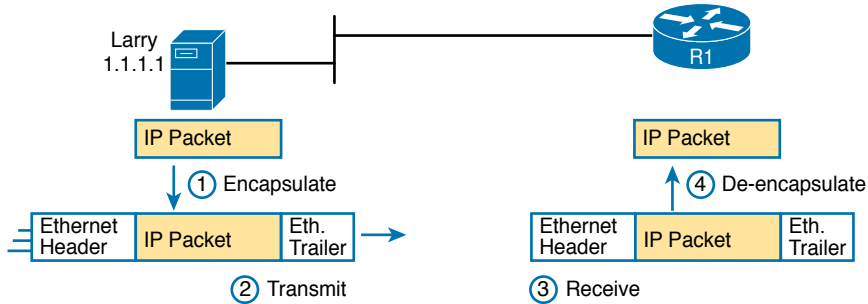 Larry
1.1.1.1
R1
IP Packet
IP Packet
1 Encapsulate
4 De-encapsulate
Ethernet
Header
IP Packet
Eth.
Trailer
Ethernet
Header
IP Packet
Eth.
Trailer
2 Transmit
3 Receive